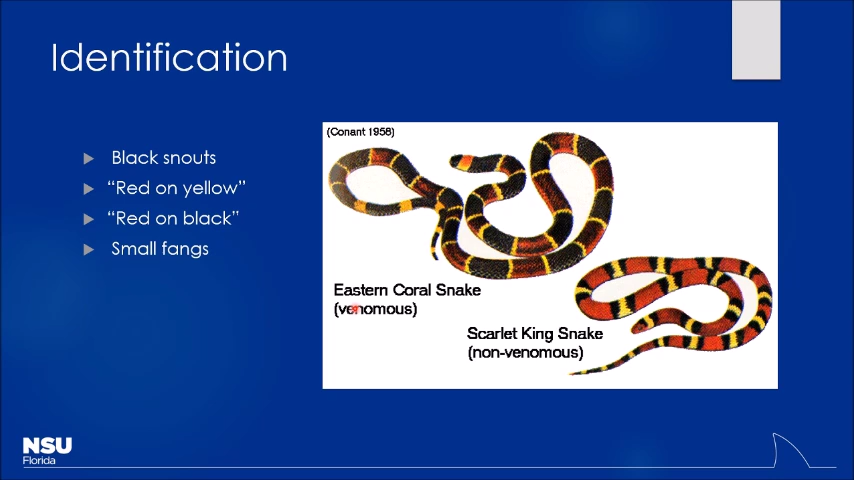 Identification
Black snouts
“Red on yellow”
“Red on black”
Small fangs
(Conant 1958)
Eastern Coral Snake
(venomous)
Scarlet King Snake
(non-venomous)
NSU
Florida